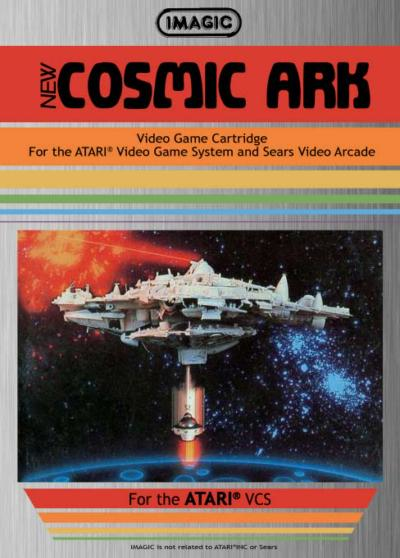 IMAGIC
NEW COSMIC ARK
Video Game Cartridge
For the ATARI® Video Game System and Sears Video Arcade
For the ATARI® VCS
IMAGIC is not related to ATARI®INC or Sears